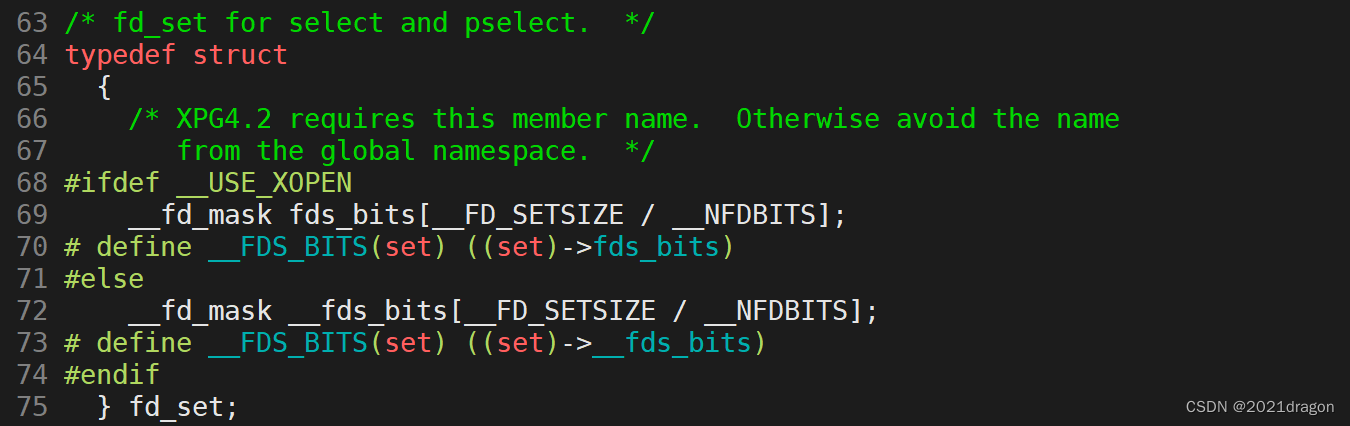 63 /* fd_set for select and pselect.  */
64 typedef struct
65   {
66     /* XPG4.2 requires this member name.  Otherwise avoid the name
67        from the global namespace.  */
68 #ifdef __USE_XOPEN
69     __fd_mask fds_bits[__FD_SETSIZE / __NFDBITS];
70 # define __FDS_BITS(set) ((set)->fds_bits)
71 #else
72     __fd_mask __fds_bits[__FD_SETSIZE / __NFDBITS];
73 # define __FDS_BITS(set) ((set)->__fds_bits)
74 #endif
75   } fd_set;
CSDN @2021dragon